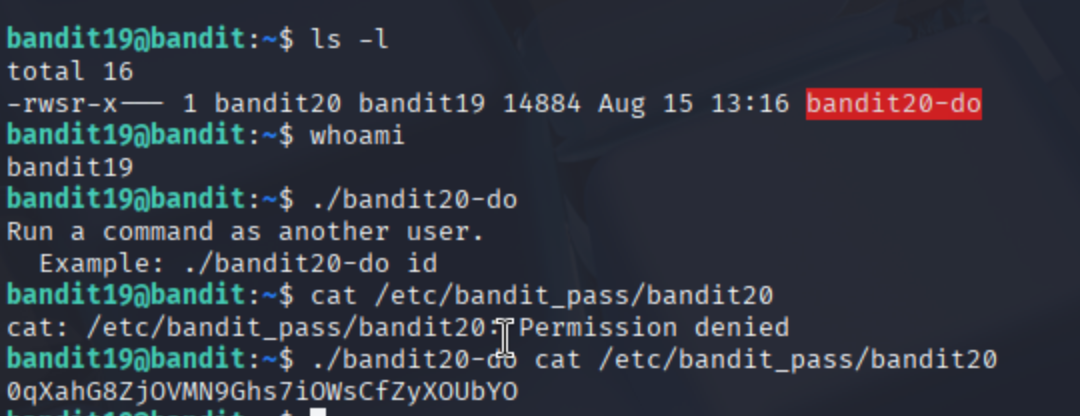 bandit19@bandit:~$ ls -l
total 16
-rwsr-x--- 1 bandit20 bandit19 14884 Aug 15 13:16 bandit20-do
bandit19@bandit:~$ whoami
bandit19
bandit19@bandit:~$ ./bandit20-do
Run a command as another user.
  Example: ./bandit20-do id
bandit19@bandit:~$ cat /etc/bandit_pass/bandit20
cat: /etc/bandit_pass/bandit20: Permission denied
bandit19@bandit:~$ ./bandit20-do cat /etc/bandit_pass/bandit20
0qXahG8ZjOVMN9Ghs7iOWsCfZyXOUbYO
bandit19@bandit:~$